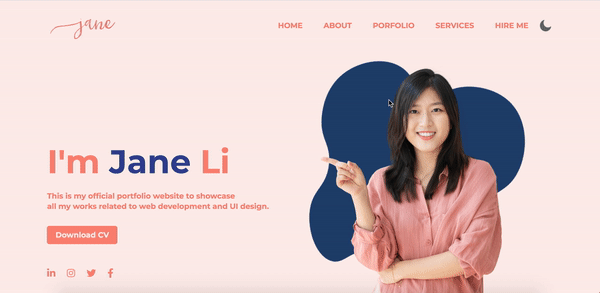 jane
HOME ABOUT PORFOLIO SERVICES HIRE ME
I'm Jane Li
This is my official portfolio website to showcase
all my works related to web development and UI design.
Download CV